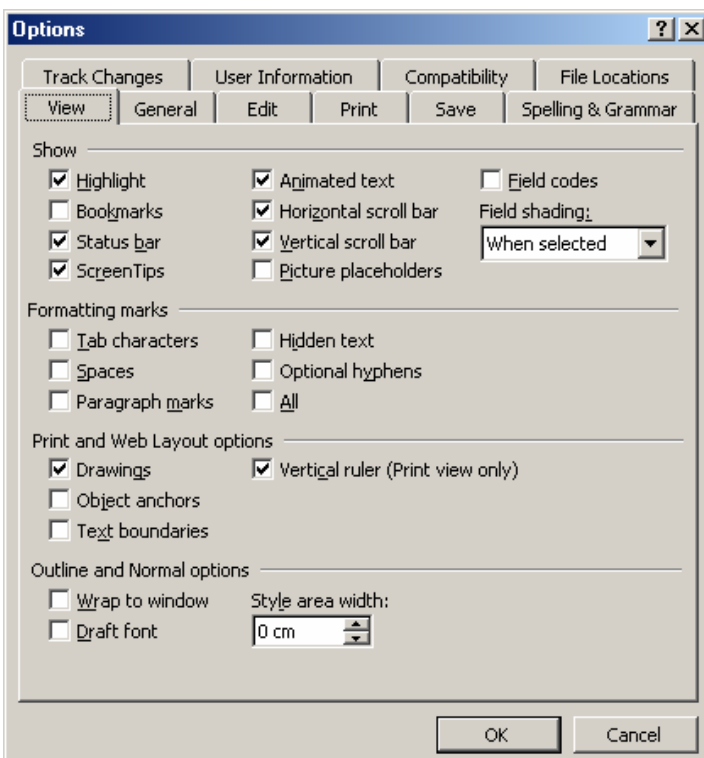 Options
Track Changes User Information Compatibility File Locations
View General Edit Print Save Spelling & Grammar
Show
Highlight Animated text Field codes
Bookmarks Horizontal scroll bar Field shading:
Status bar Vertical scroll bar When selected
ScreenTips Picture placeholders
Formatting marks
Tab characters Hidden text
Spaces Optional hyphens
Paragraph marks All
Print and Web Layout options
Drawings Vertical ruler (Print view only)
Object anchors
Text boundaries
Outline and Normal options
Wrap to window Style area width:
Draft font 0 cm
OK Cancel